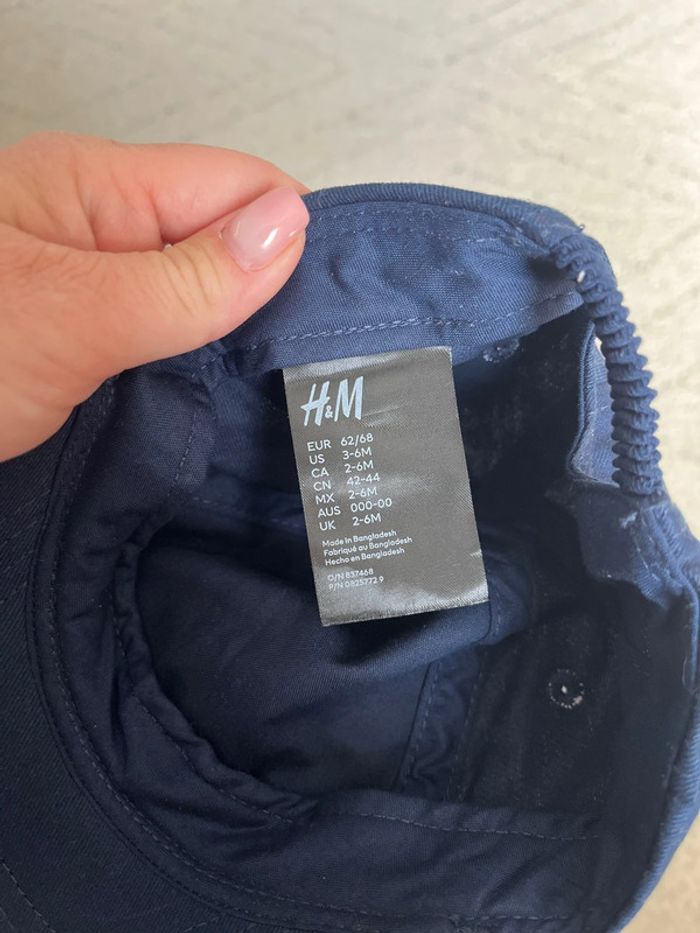 H&M
EUR 62/68
US 3-6M
CA 2-6M
CN 42-44
MX 2-6M
AUS 000-00
UK 2-6M
Made in Bangladesh
Fabriqué au Bangladesh
Hecho en Bangladesh
O/N 837468
P/N 0825772 9